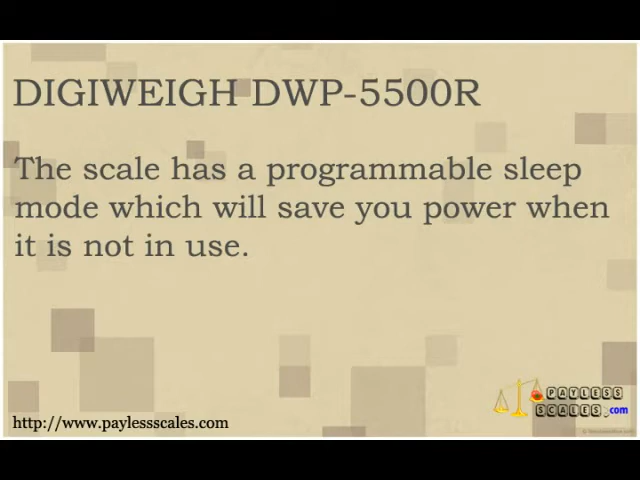 DIGIWEIGH DWP-5500R
The scale has a programmable sleep
mode which will save you power when
it is not in use.
PAYLESS
SCALES.com
http://www.paylessscales.com